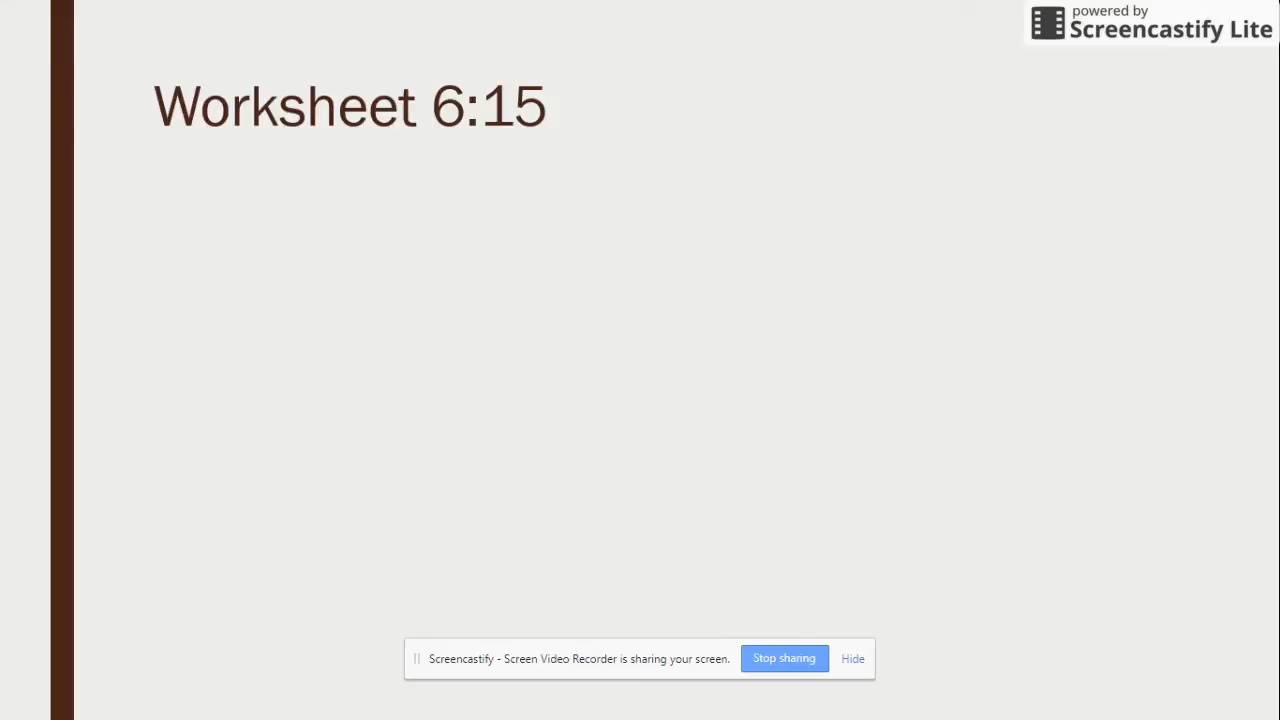 powered by
Screencastify Lite
Worksheet 6:15
Screencastify - Screen Video Recorder is sharing your screen. Stop sharing Hide